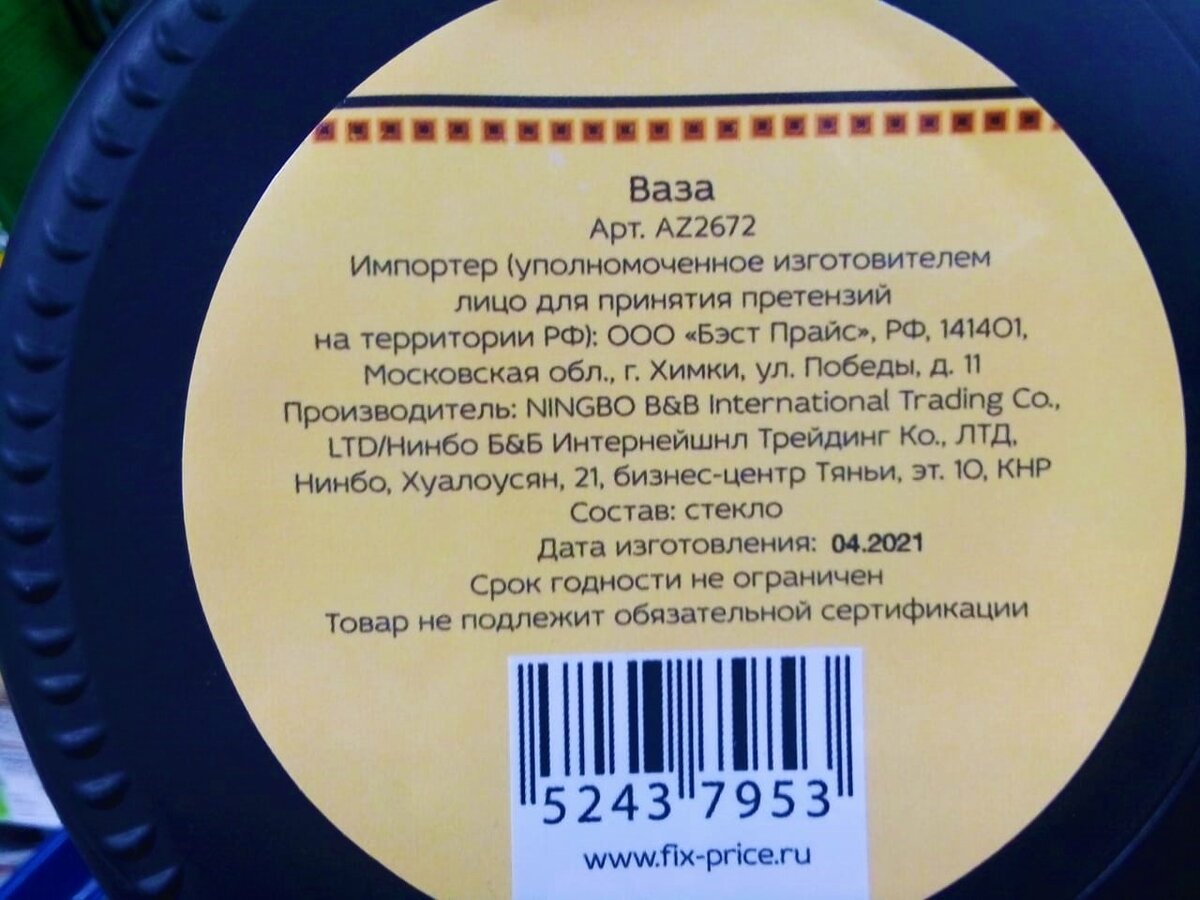 Ваза
Арт. AZ2672
Импортер (уполномоченное изготовителем
лицо для принятия претензий
на территории РФ): ООО «Бэст Прайс», РФ, 141401,
Московская обл., г. Химки, ул. Победы, д. 11
Производитель: NINGBO B&B International Trading Co.,
LTD/Нинбо Б&Б Интернейшнл Трейдинг Ко., ЛТД,
Нинбо, Хуалоусян, 21, бизнес-центр Тяньи, эт. 10, КНР
Состав: стекло
Дата изготовления: 04.2021
Срок годности не ограничен
Товар не подлежит обязательной сертификации
5243 7953
www.fix-price.ru